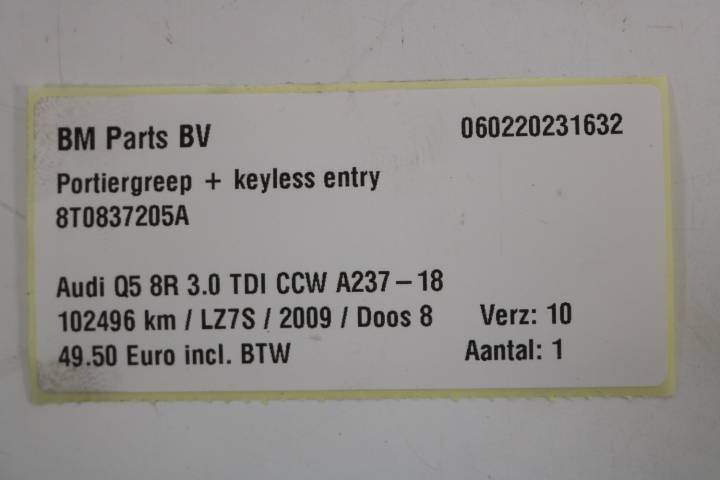 BM Parts BV 060220231632
Portiergreep + keyless entry
8T0837205A
Audi Q5 8R 3.0 TDI CCW A237-18
102496 km / LZ7S / 2009 / Doos 8 Verz: 10
49.50 Euro incl. BTW Aantal: 1